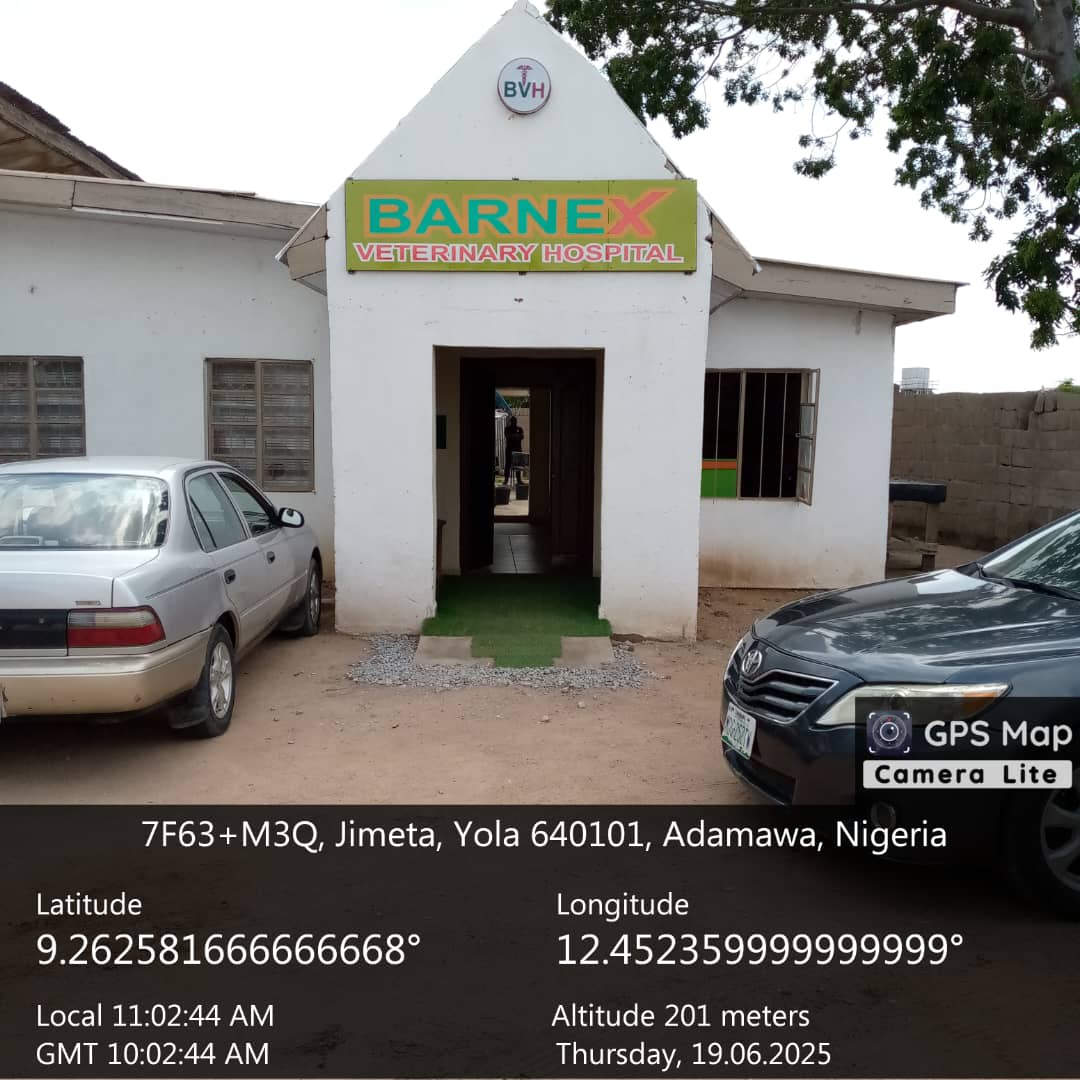 BVH
BARNEX
VETERINARY HOSPITAL
GPS Map
Camera Lite
7F63+M3Q, Jimeta, Yola 640101, Adamawa, Nigeria
Latitude
9.262581666666668°
Longitude
12.452359999999999°
Local 11:02:44 AM
GMT 10:02:44 AM
Altitude 201 meters
Thursday, 19.06.2025